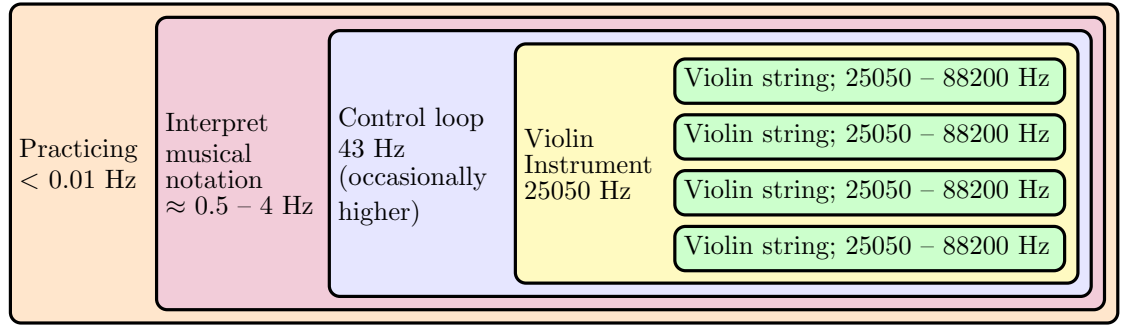 Practicing
< 0.01 Hz
Interpret
musical
notation
≈ 0.5 – 4 Hz
Control loop
43 Hz
(occasionally
higher)
Violin
Instrument
25050 Hz
Violin string; 25050 – 88200 Hz
Violin string; 25050 – 88200 Hz
Violin string; 25050 – 88200 Hz
Violin string; 25050 – 88200 Hz